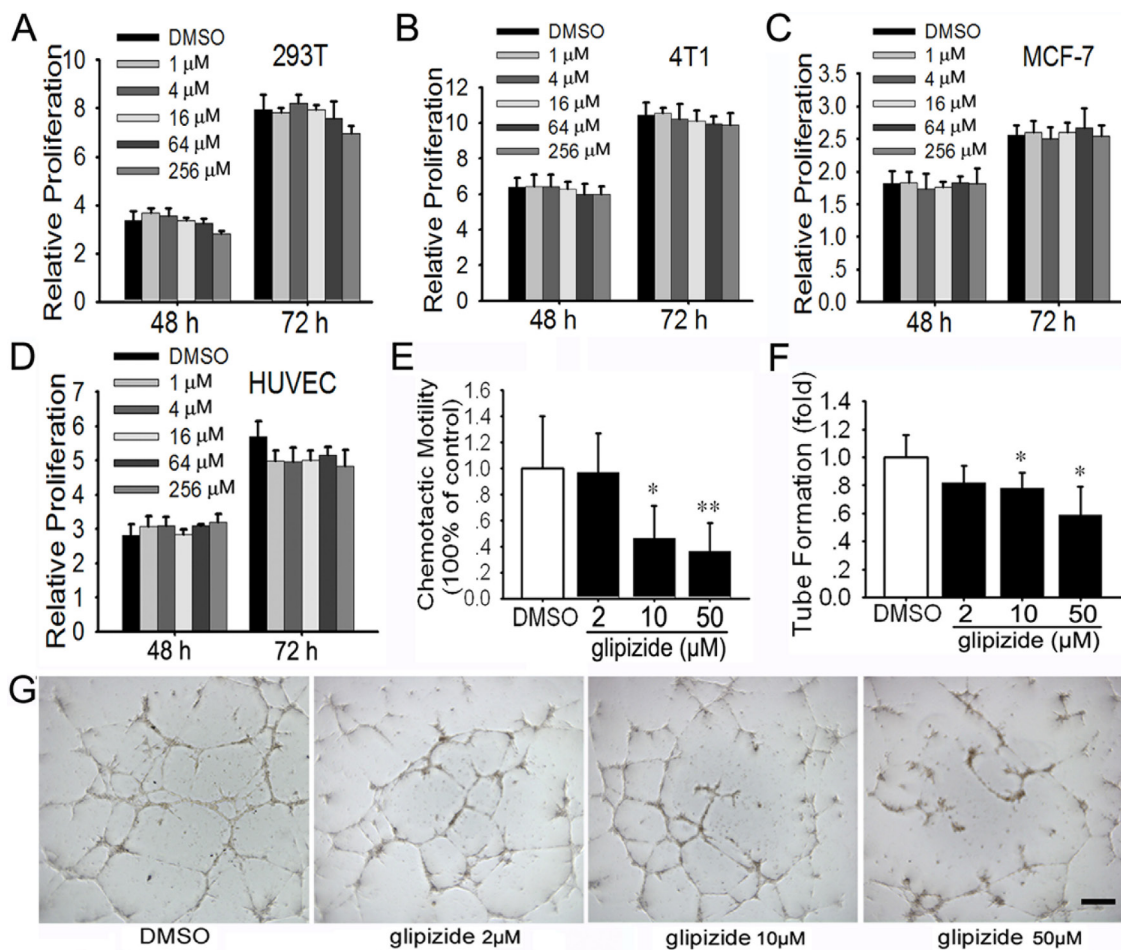 A
DMSO
1 μM
4 μM
16 μM
64 μM
256 μM
293T
Relative Proliferation
10
8
6
4
2
0
48 h
72 h
B
DMSO
1 μM
4 μM
16 μM
64 μM
256 μM
4T1
Relative Proliferation
14
12
10
8
6
4
2
0
48 h
72 h
C
DMSO
1 μM
4 μM
16 μM
64 μM
256 μM
MCF-7
Relative Proliferation
3.5
3.0
2.5
2.0
1.5
1.0
.5
0.0
48 h
72 h
D
DMSO
1 μM
4 μM
16 μM
64 μM
256 μM
HUVEC
Relative Proliferation
7
6
5
4
3
2
1
0
48 h
72 h
E
Chemotactic Motility
(100% of control)
1.6
1.4
1.2
1.0
.8
.6
.4
.2
0.0
*
**
DMSO
2
10
50
glipizide (μM)
F
Tube Formation (fold)
1.4
1.2
1.0
.8
.6
.4
.2
0.0
*
*
DMSO
2
10
50
glipizide (μM)
G
DMSO
glipizide 2μM
glipizide 10μM
glipizide 50μM